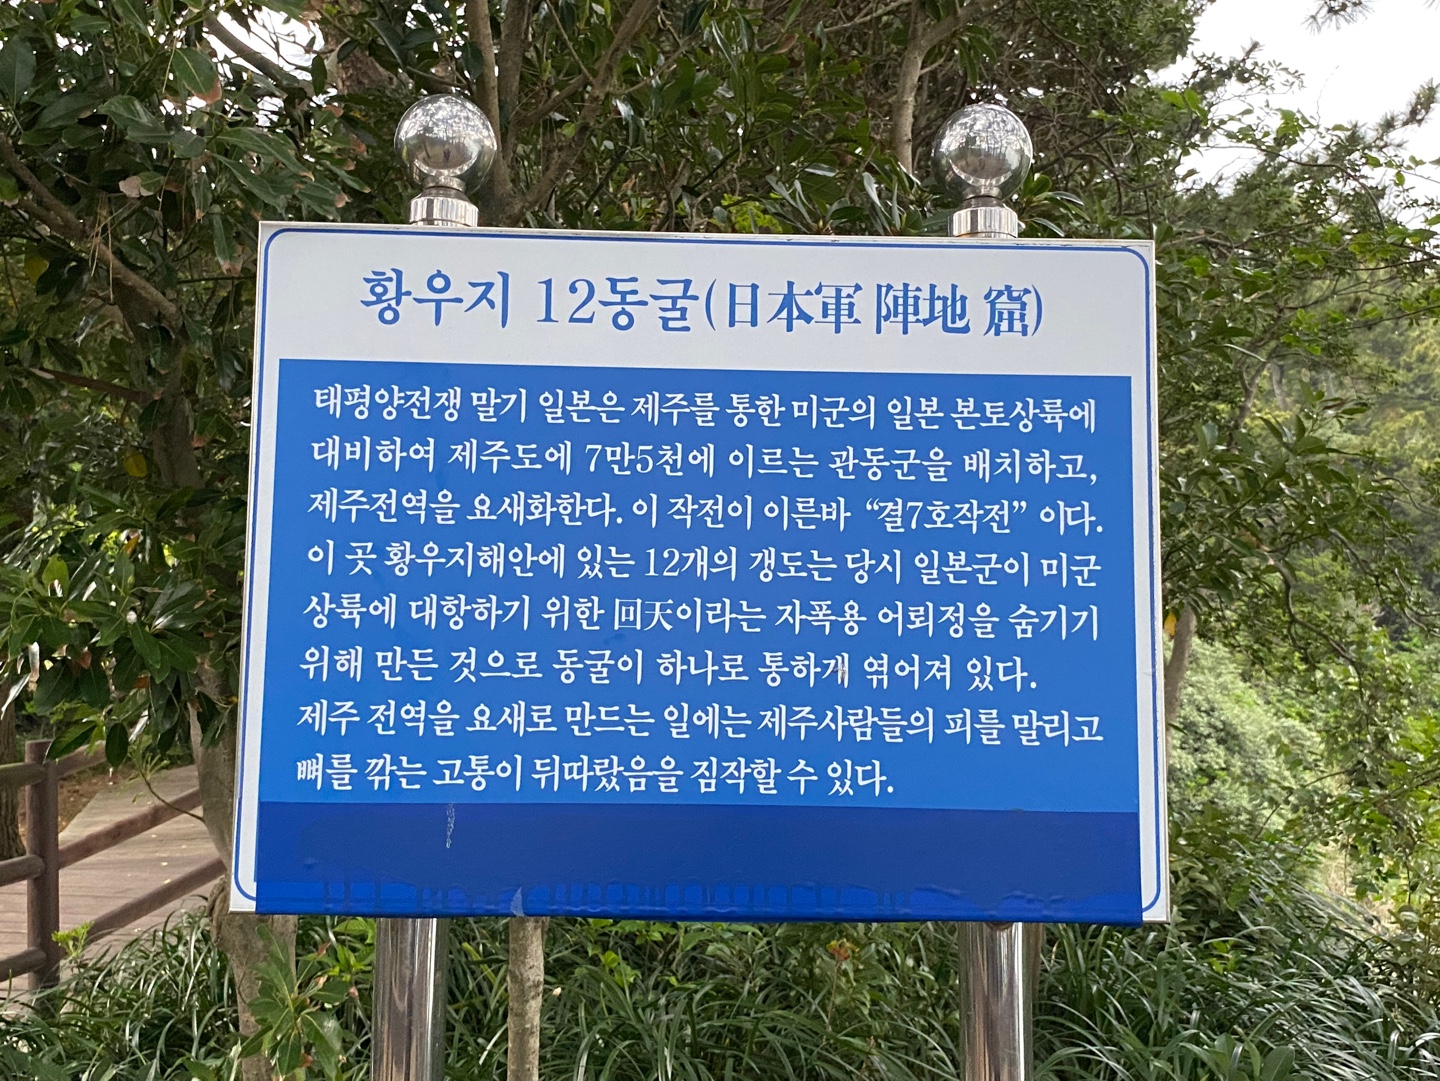 황우지 12동굴(日本軍 陣地 窟)
태평양전쟁 말기 일본은 제주를 통한 미군의 일본 본토상륙에
대비하여 제주도에 7만5천에 이르는 관동군을 배치하고,
제주전역을 요새화한다. 이 작전이 이른바 “결7호작전” 이다.
이 곳 황우지해안에 있는 12개의 갱도는 당시 일본군이 미군
상륙에 대항하기 위한 回天이라는 자폭용 어뢰정을 숨기기
위해 만든 것으로 동굴이 하나로 통하게 엮어져 있다.
제주 전역을 요새로 만드는 일에는 제주사람들의 피를 말리고
뼈를 깎는 고통이 뒤따랐음을 짐작할 수 있다.